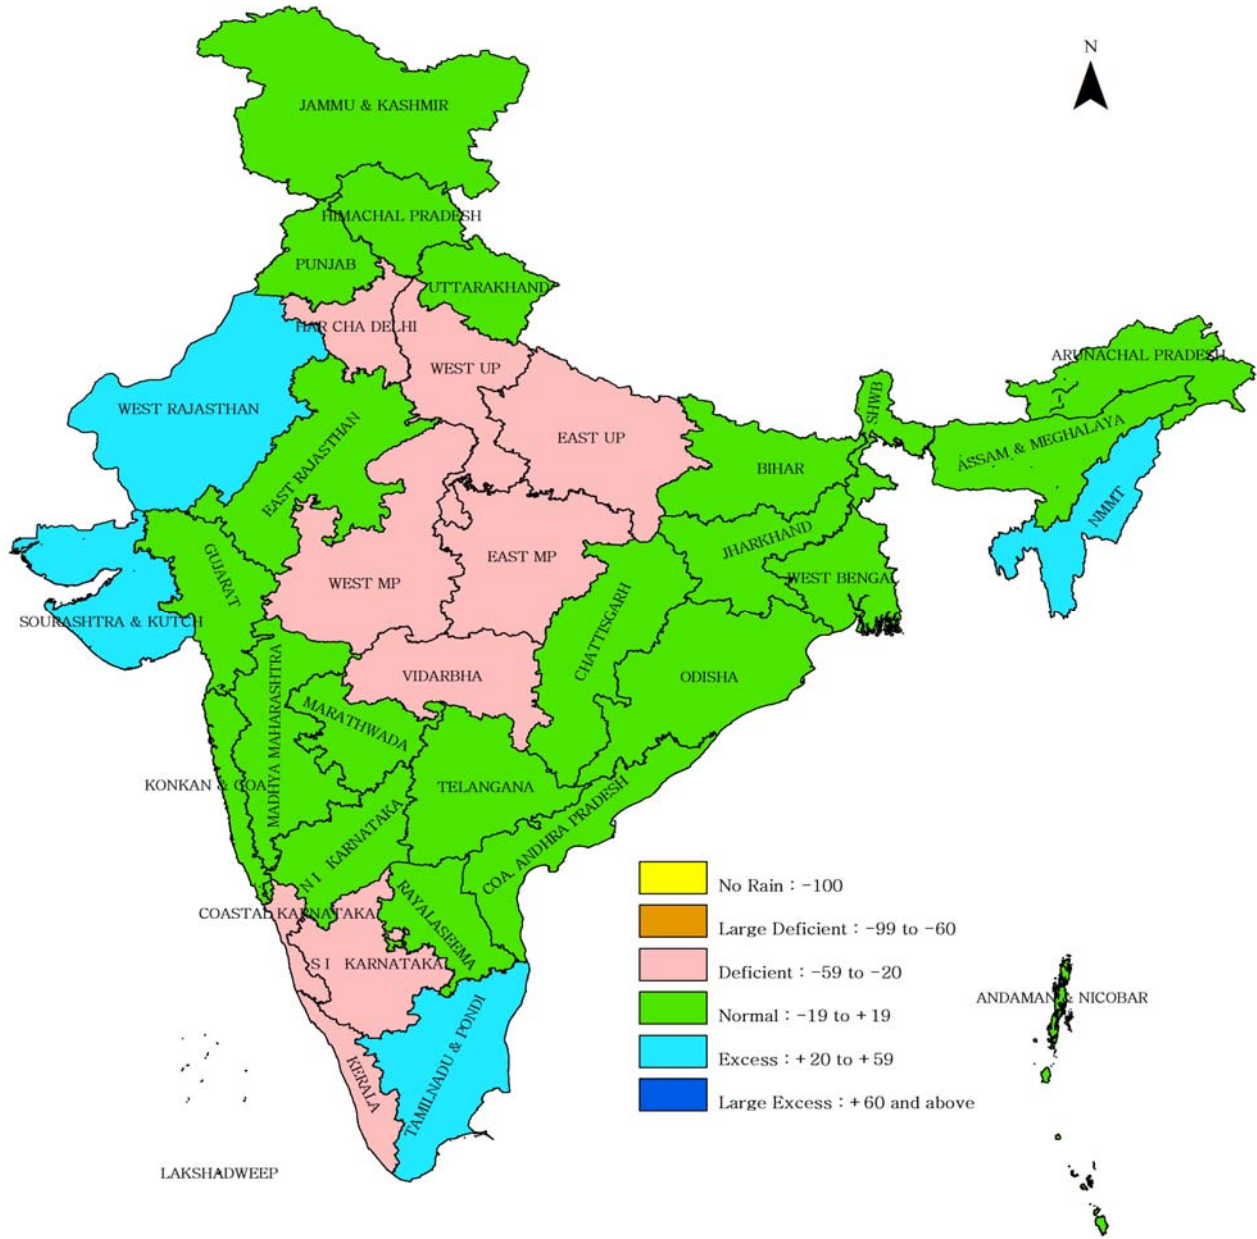 N
JAMMU & KASHMIR
HIMACHAL PRADESH
PUNJAB
UTTARAKHAND
HAR CHA DELHI
WEST UP
ARUNACHAL PRADESH
WEST RAJASTHAN
SHWB
EAST RAJASTHAN
EAST UP
ASSAM & MEGHALAYA
BIHAR
NMMT
JHARKHAND
EAST MP
GUJARAT
WEST MP
WEST BENGAL
SOURASHTRA & KUTCH
CHATTISGARH
VIDARBHA
ODISHA
MADHYA MAHARASHTRA
MARATHWADA
KONKAN & GOA
TELANGANA
COA. ANDHRA PRADESH
N I KARNATAKA
COASTAL KARNATAKA
RAYALASEEMA
S I KARNATAKA
TAMILNADU & PONDI
KERALA
LAKSHADWEEP
ANDAMAN & NICOBAR
No Rain : -100
Large Deficient : -99 to -60
Deficient : -59 to -20
Normal : -19 to +19
Excess : +20 to +59
Large Excess : +60 and above